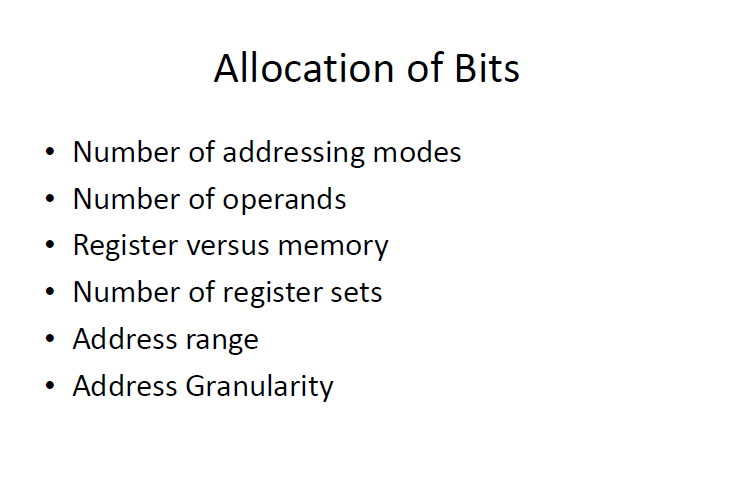 Allocation of Bits
• Number of addressing modes
• Number of operands
• Register versus memory
• Number of register sets
• Address range
• Address Granularity